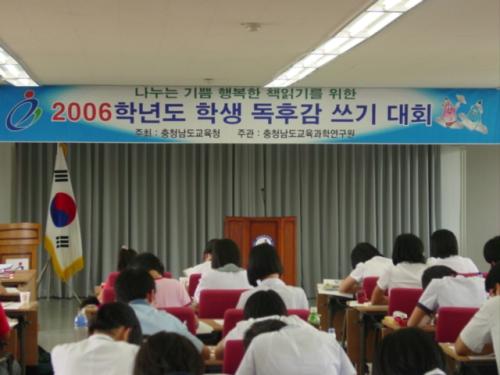 나누는 기쁨 행복한 책읽기를 위한
2006학년도 학생 독후감 쓰기 대회
주최 : 충청남도교육청 주관 : 충청남도교육과학연구원